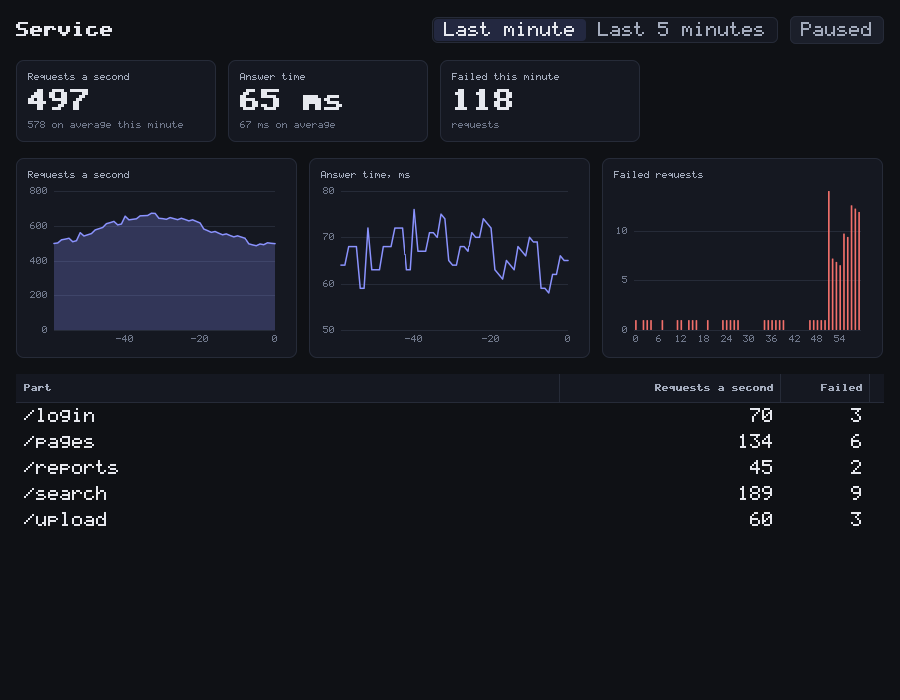 Service
Last minute
Last 5 minutes
Paused
Requests a second
497
578 on average this minute
Answer time
65 ms
67 ms on average
Failed this minute
118
requests
Requests a second
800
600
400
200
0
-40
-20
0
Answer time, ms
80
70
60
50
-40
-20
0
Failed requests
10
5
0
0 6 12 18 24 30 36 42 48 54
Part Requests a second Failed
/login 70 3
/pages 134 6
/reports 45 2
/search 189 9
/upload 60 3